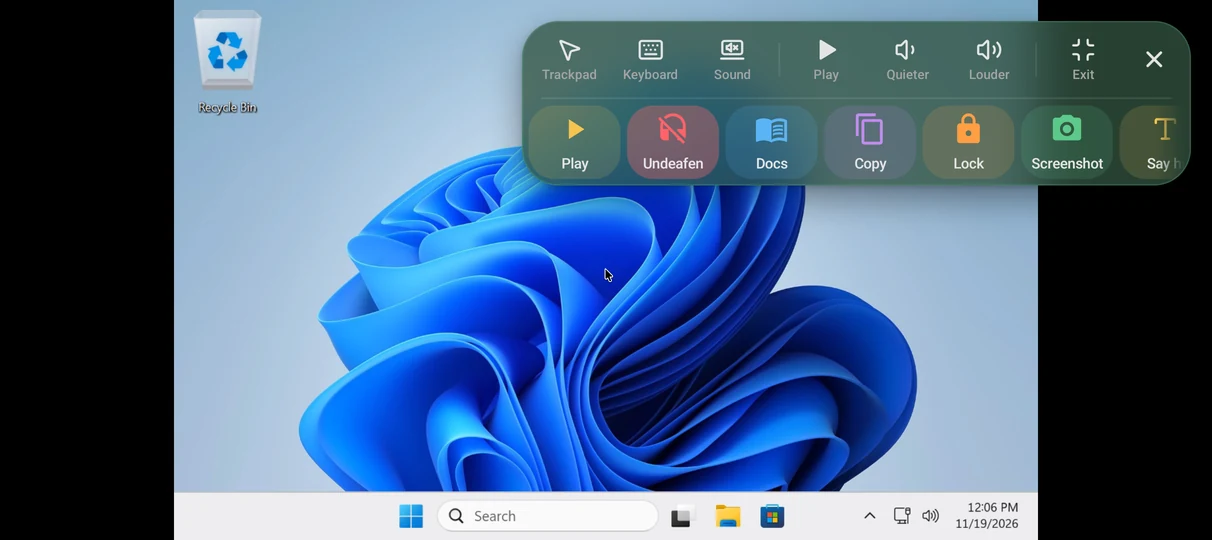 Recycle Bin
Trackpad Keyboard Sound Play Quieter Louder Exit
Play Undeafen Docs Copy Lock Screenshot Say
Search
12:06 PM
11/19/2026